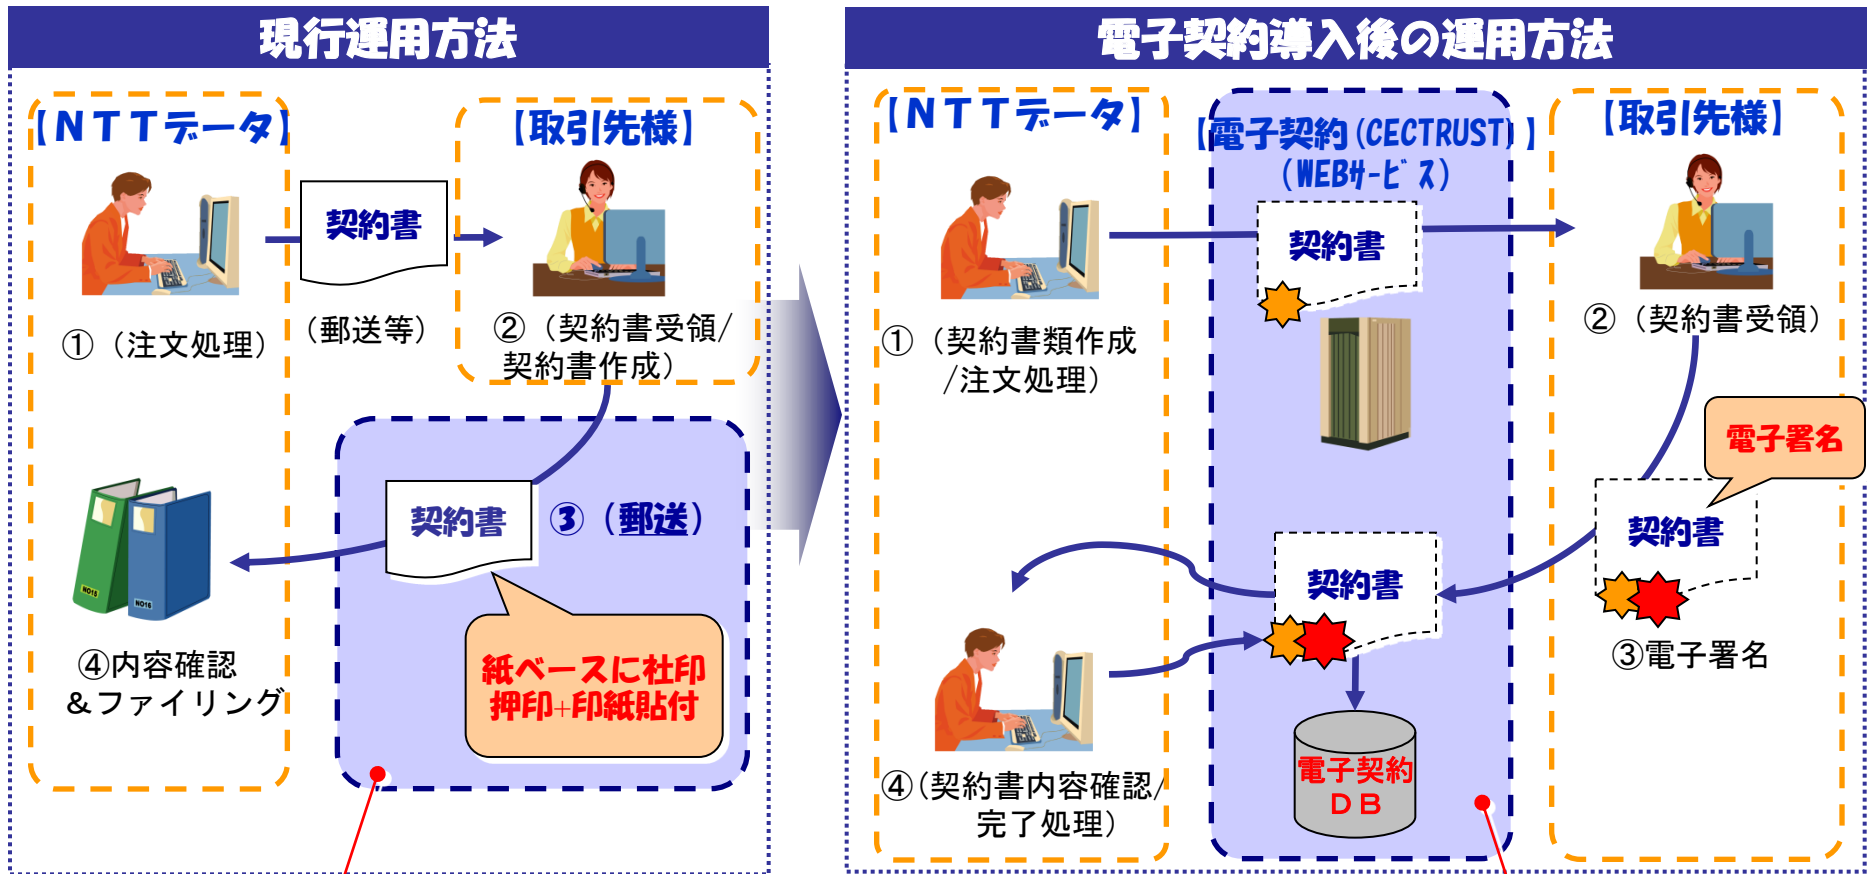 現行運用方法
【NTTデータ】
【取引先様】
契約書
①（注文処理）
（郵送等）
②（契約書受領/
契約書作成）
契約書
③（郵送）
紙ベースに社印
押印+印紙貼付
NO15
NO16
④内容確認
＆ファイリング
電子契約導入後の運用方法
【NTTデータ】
【電子契約(CECTRUST)】
（WEBｻｰﾋﾞｽ）
【取引先様】
契約書
①（契約書類作成
/注文処理）
②（契約書受領）
電子署名
契約書
③電子署名
契約書
④(契約書内容確認/
完了処理）
電子契約
ＤＢ